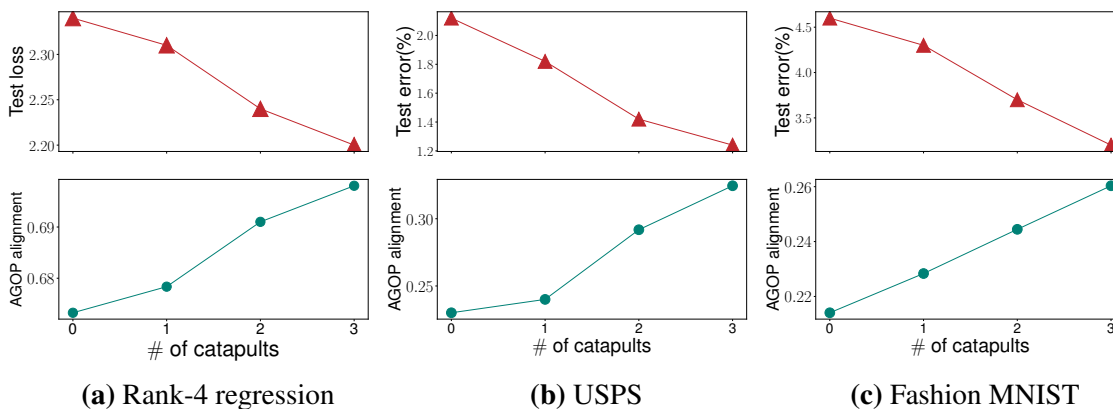 Test loss
2.30
2.25
2.20
AGOP alignment
0.69
0.68
0 1 2 3
# of catapults
(a) Rank-4 regression
Test error(%)
2.0
1.8
1.6
1.4
1.2
AGOP alignment
0.30
0.25
0 1 2 3
# of catapults
(b) USPS
Test error(%)
4.5
4.0
3.5
AGOP alignment
0.26
0.24
0.22
0 1 2 3
# of catapults
(c) Fashion MNIST